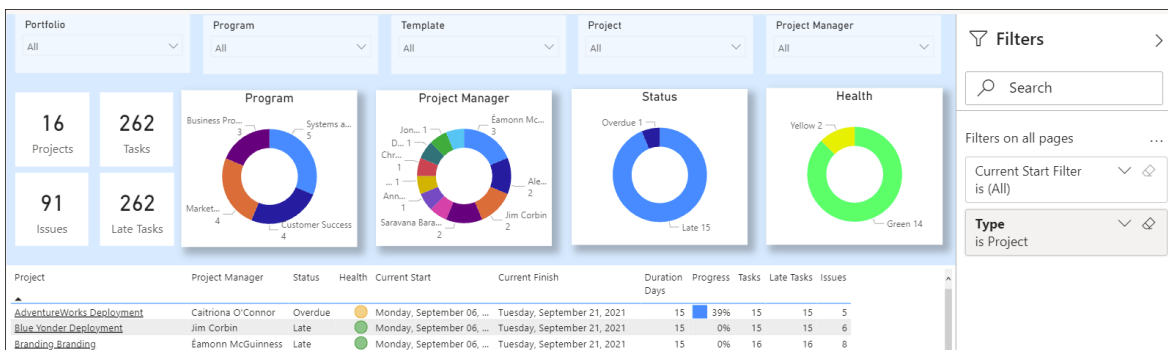 Portfolio Program Template Project Project Manager
All All All All All
Filters
Search
Filters on all pages ...
Current Start Filter
is (All)
Type
is Project
16
Projects
262
Tasks
91
Issues
262
Late Tasks
Program
Business Pro...
3
Systems a...
5
Market...
4
Customer Success
4
Project Manager
Jon... 1
Éamonn Mc...
3
D... 1
Chr...
1
... 1
Ann...
1
Saravana Bara...
2
Ale...
2
Jim Corbin
2
Status
Overdue 1
Late 15
Health
Yellow 2
Green 14
Project Project Manager Status Health Current Start Current Finish Duration Days Progress Tasks Late Tasks Issues
AdventureWorks Deployment Caitriona O'Connor Overdue Monday, September 06, ... Tuesday, September 21, 2021 15 39% 15 15 5
Blue Yonder Deployment Jim Corbin Late Monday, September 06, ... Tuesday, September 21, 2021 15 0% 15 15 6
Branding Branding Éamonn McGuinness Late Monday, September 06, ... Tuesday, September 21, 2021 15 0% 16 16 8